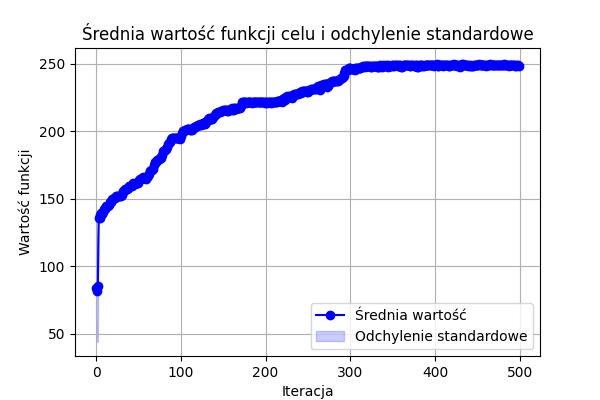 Średnia wartość funkcji celu i odchylenie standardowe
Wartość funkcji
250
200
150
100
50
Średnia wartość
Odchylenie standardowe
0 100 200 300 400 500
Iteracja